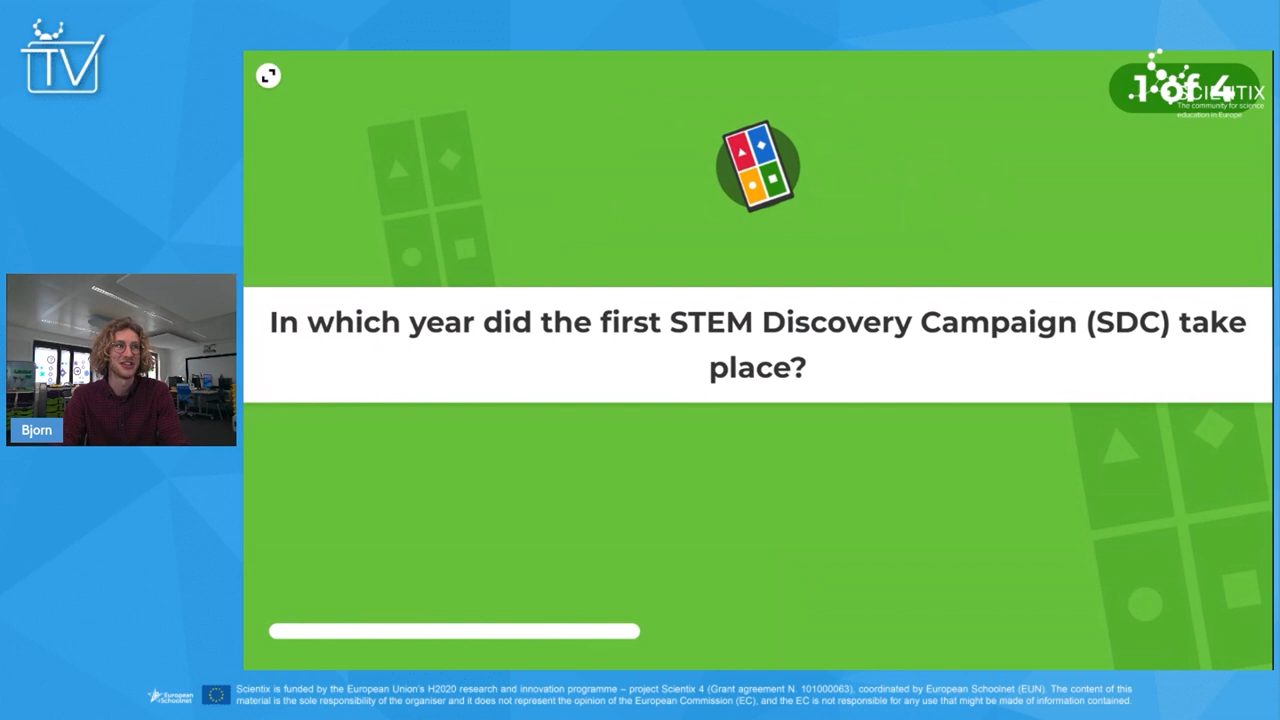 TV
1 of 4
SCIENTIX
The community for science
education in Europe
In which year did the first STEM Discovery Campaign (SDC) take
place?
Bjorn
European
Schoolnet
Scientix is funded by the European Union's H2020 research and innovation programme – project Scientix 4 (Grant agreement N. 101000063), coordinated by European Schoolnet (EUN). The content of this
material is the sole responsibility of the organiser and it does not represent the opinion of the European Commission (EC), and the EC is not responsible for any use that might be made of information contained.